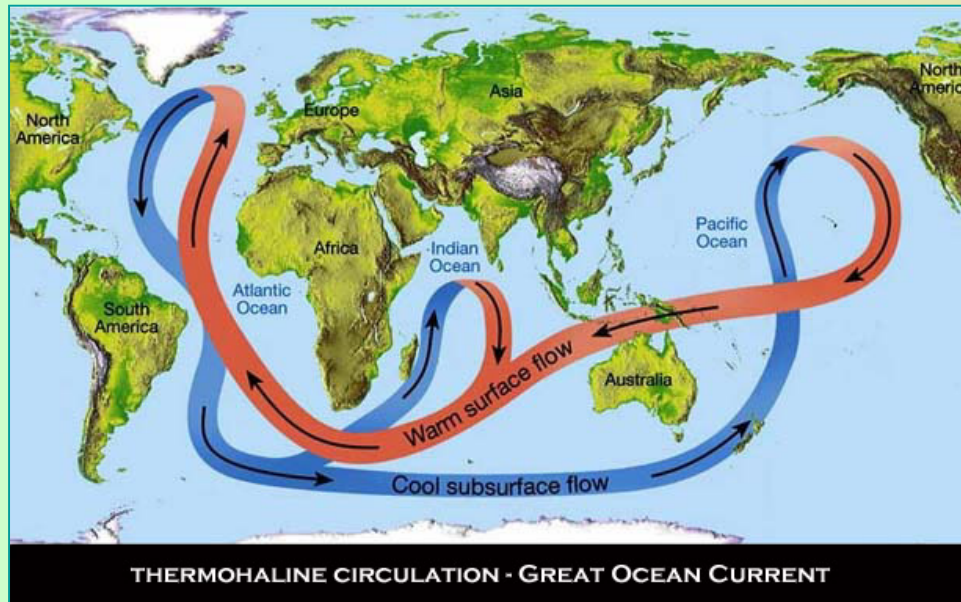 North
America
Europe
Asia
North
America
Africa
Indian
Ocean
Pacific
Ocean
Atlantic
Ocean
South
America
Australia
Warm surface flow
Cool subsurface flow
THERMOHALINE CIRCULATION - GREAT OCEAN CURRENT